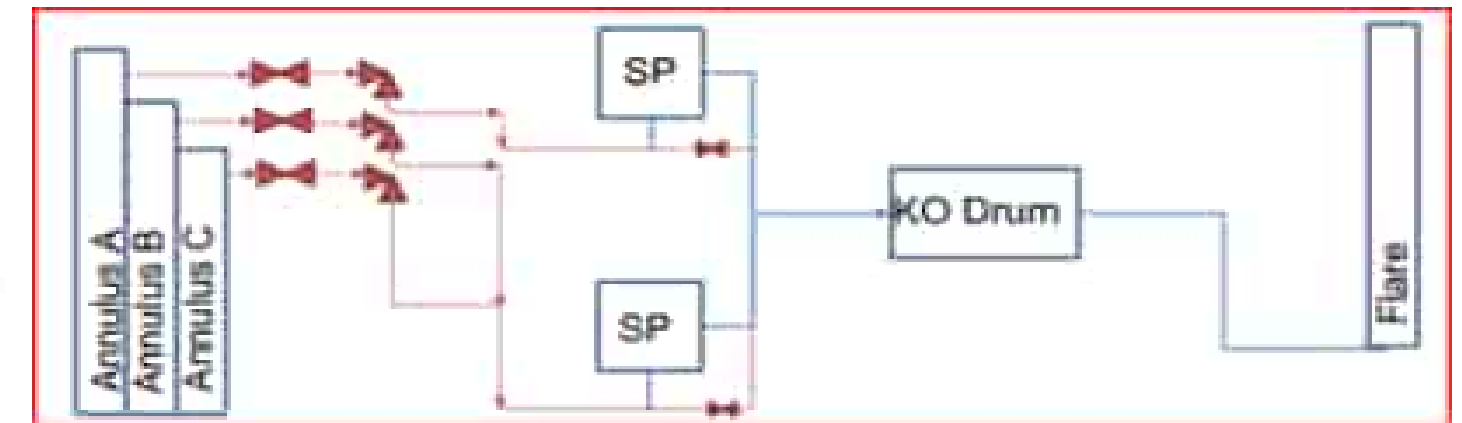 Annulus A
Annulus B
Annulus C
SP
SP
KO Drum
Flare